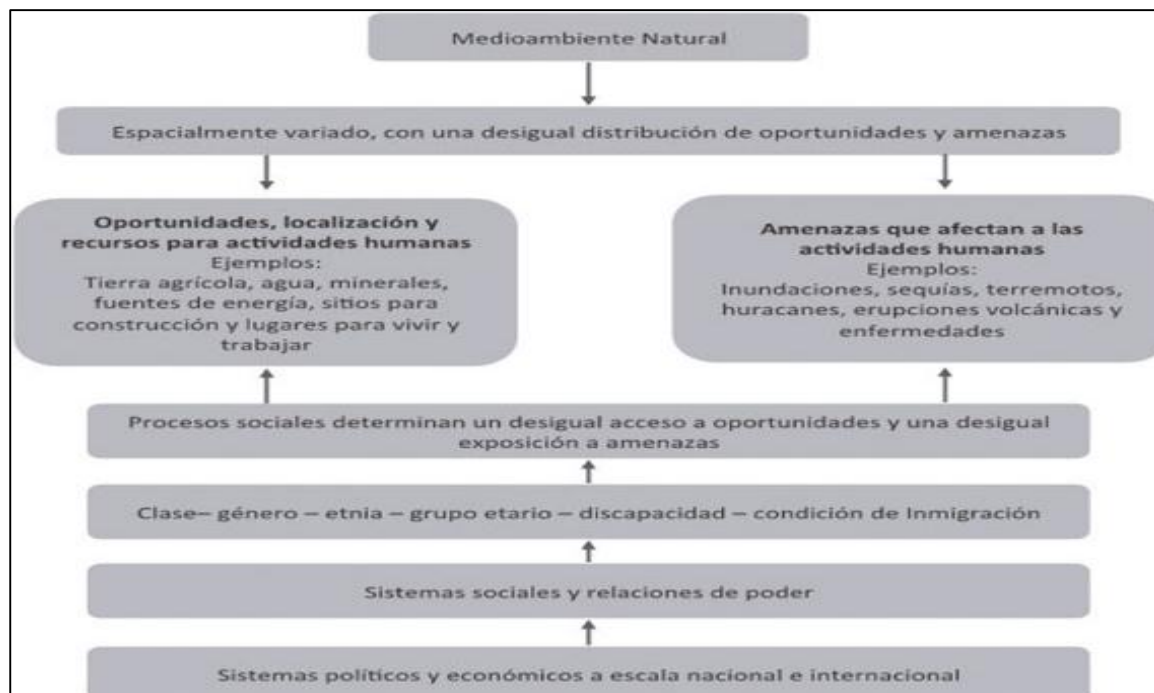 Medioambiente Natural
Espacialmente variado, con una desigual distribución de oportunidades y amenazas
Oportunidades, localización y
recursos para actividades humanas
Ejemplos:
Tierra agrícola, agua, minerales,
fuentes de energía, sitios para
construcción y lugares para vivir y
trabajar
Amenazas que afectan a las
actividades humanas
Ejemplos:
Inundaciones, sequías, terremotos,
huracanes, erupciones volcánicas y
enfermedades
Procesos sociales determinan un desigual acceso a oportunidades y una desigual
exposición a amenazas
Clase– género – etnia – grupo etario – discapacidad – condición de Inmigración
Sistemas sociales y relaciones de poder
Sistemas políticos y económicos a escala nacional e internacional